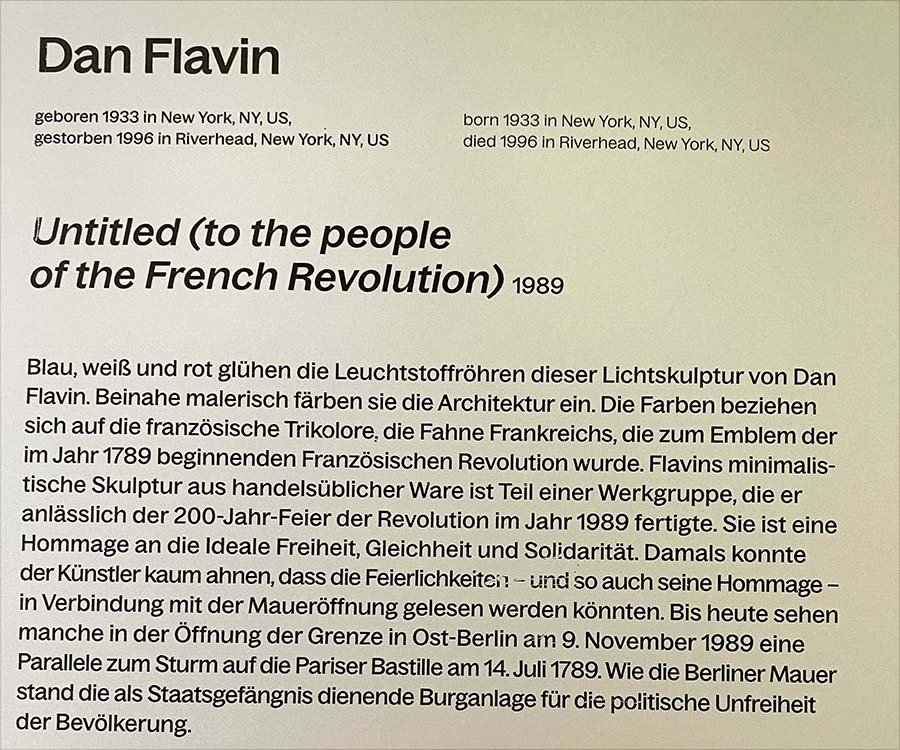 Dan Flavin
geboren 1933 in New York, NY, US,
gestorben 1996 in Riverhead, New York, NY, US
born 1933 in New York, NY, US,
died 1996 in Riverhead, New York, NY, US
Untitled (to the people
of the French Revolution) 1989
Blau, weiß und rot glühen die Leuchtstoffröhren dieser Lichtskulptur von Dan
Flavin. Beinahe malerisch färben sie die Architektur ein. Die Farben beziehen
sich auf die französische Trikolore, die Fahne Frankreichs, die zum Emblem der
im Jahr 1789 beginnenden Französischen Revolution wurde. Flavins minimalis-
tische Skulptur aus handelsüblicher Ware ist Teil einer Werkgruppe, die er
anlässlich der 200-Jahr-Feier der Revolution im Jahr 1989 fertigte. Sie ist eine
Hommage an die Ideale Freiheit, Gleichheit und Solidarität. Damals konnte
der Künstler kaum ahnen, dass die Feierlichkeiten – und so auch seine Hommage –
in Verbindung mit der Maueröffnung gelesen werden könnten. Bis heute sehen
manche in der Öffnung der Grenze in Ost-Berlin am 9. November 1989 eine
Parallele zum Sturm auf die Pariser Bastille am 14. Juli 1789. Wie die Berliner Mauer
stand die als Staatsgefängnis dienende Burganlage für die politische Unfreiheit
der Bevölkerung.